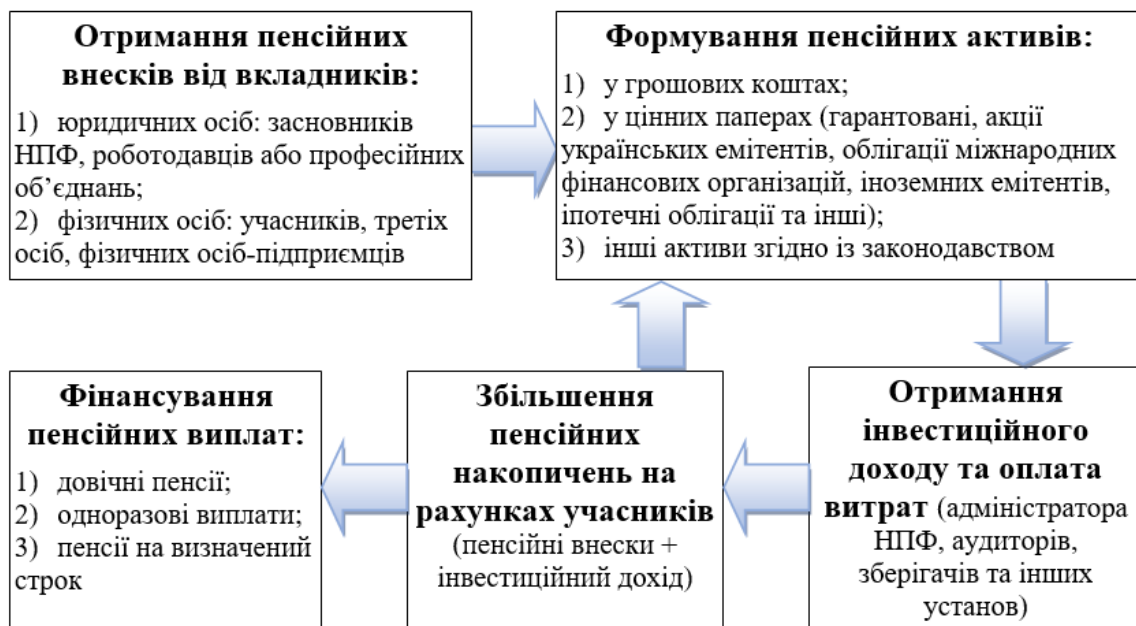 Отримання пенсійних
внесків від вкладників:
1) юридичних осіб: засновників
НПФ, роботодавців або професійних
об’єднань;
2) фізичних осіб: учасників, третіх
осіб, фізичних осіб-підприємців
Формування пенсійних активів:
1) у грошових коштах;
2) у цінних паперах (гарантовані, акції
українських емітентів, облігації міжнародних
фінансових організацій, іноземних емітентів,
іпотечні облігації та інші);
3) інші активи згідно із законодавством
Фінансування
пенсійних виплат:
1) довічні пенсії;
2) одноразові виплати;
3) пенсії на визначений
строк
Збільшення
пенсійних
накопичень на
рахунках учасників
(пенсійні внески +
інвестиційний дохід)
Отримання
інвестиційного
доходу та оплата
витрат (адміністратора
НПФ, аудиторів,
зберігачів та інших
установ)